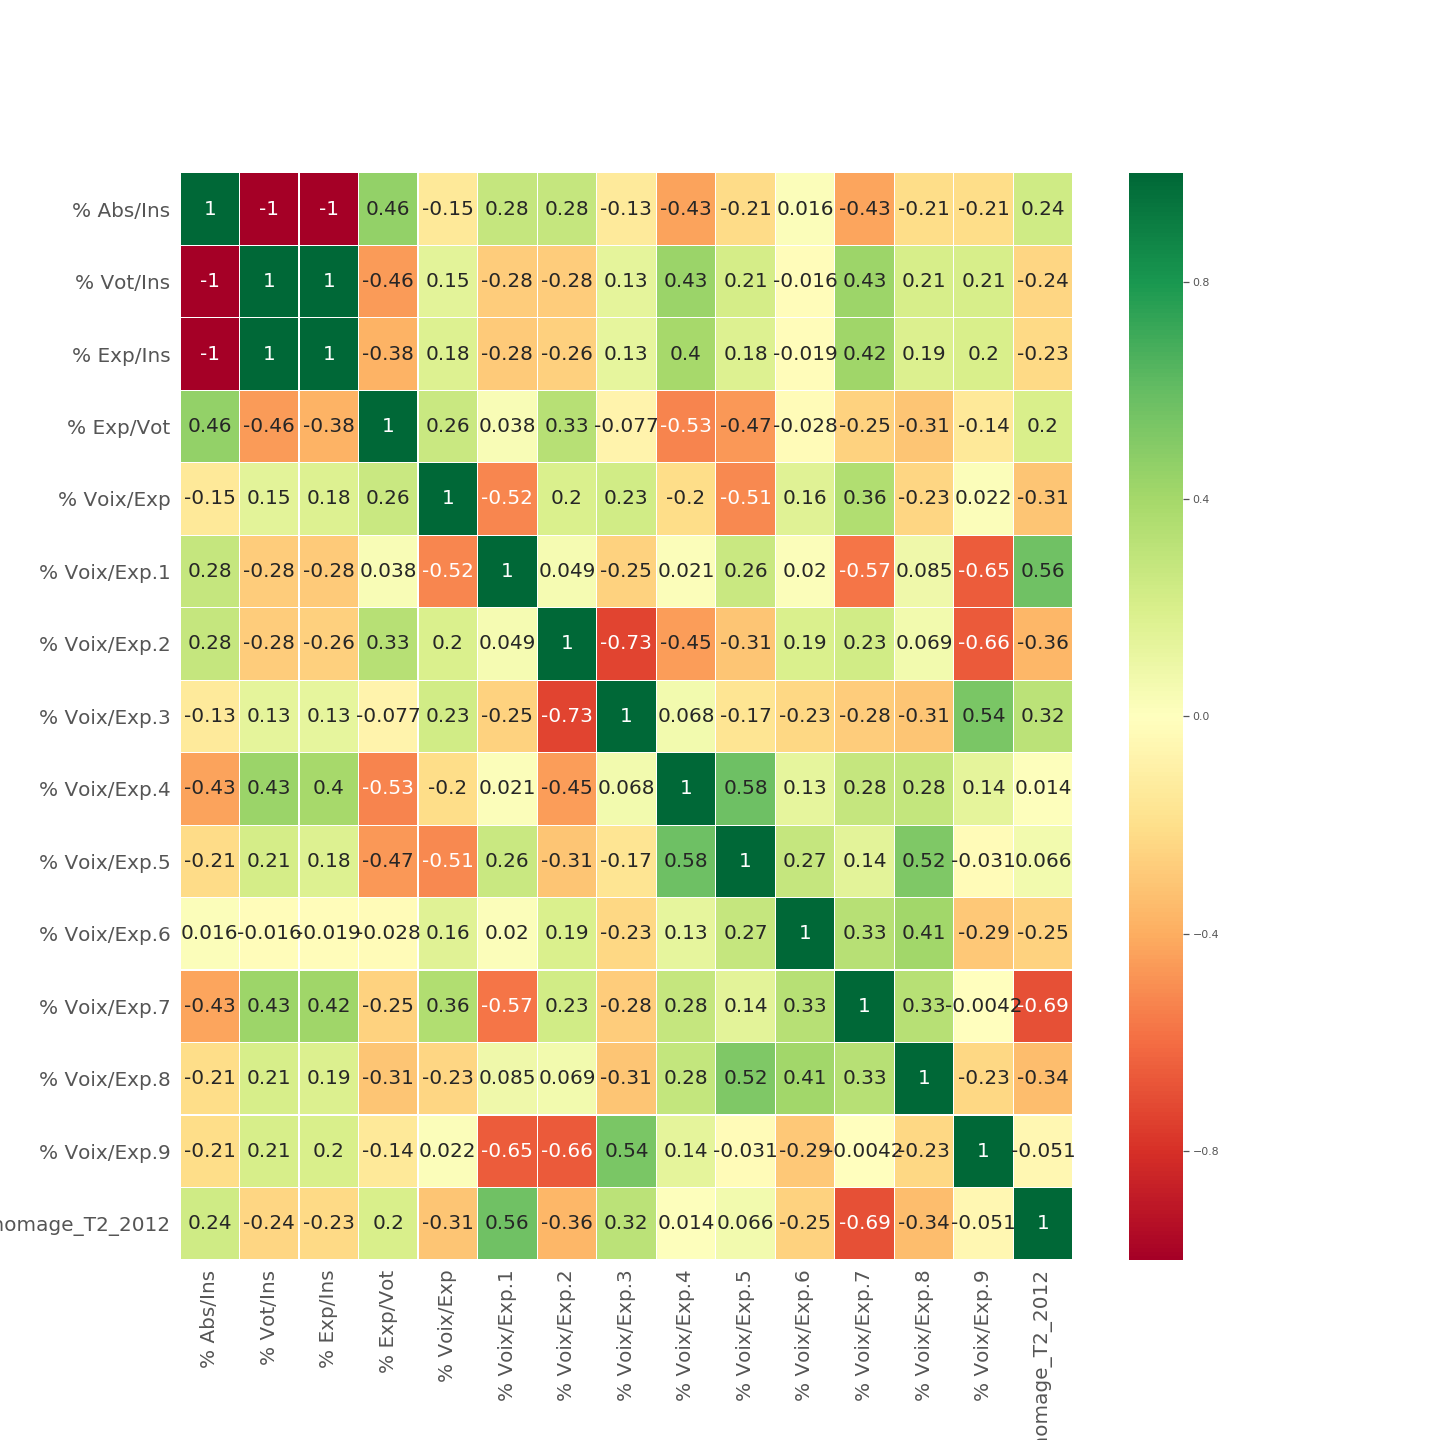 % Abs/Ins 1 -1 -1 0.46 -0.15 0.28 0.28 -0.13 -0.43 -0.21 0.016 -0.43 -0.21 -0.21 0.24
% Vot/Ins -1 1 1 -0.46 0.15 -0.28 -0.28 0.13 0.43 0.21 -0.016 0.43 0.21 0.21 -0.24
% Exp/Ins -1 1 1 -0.38 0.18 -0.28 -0.26 0.13 0.4 0.18 -0.019 0.42 0.19 0.2 -0.23
% Exp/Vot 0.46 -0.46 -0.38 1 0.26 0.038 0.33 -0.077 -0.53 -0.47 -0.028 -0.25 -0.31 -0.14 0.2
% Voix/Exp -0.15 0.15 0.18 0.26 1 -0.52 0.2 0.23 -0.2 -0.51 0.16 0.36 -0.23 0.022 -0.31
% Voix/Exp.1 0.28 -0.28 -0.28 0.038 -0.52 1 0.049 -0.25 0.021 0.26 0.02 -0.57 0.085 -0.65 0.56
% Voix/Exp.2 0.28 -0.28 -0.26 0.33 0.2 0.049 1 -0.73 -0.45 -0.31 0.19 0.23 0.069 -0.66 -0.36
% Voix/Exp.3 -0.13 0.13 0.13 -0.077 0.23 -0.25 -0.73 1 0.068 -0.17 -0.23 -0.28 -0.31 0.54 0.32
% Voix/Exp.4 -0.43 0.43 0.4 -0.53 -0.2 0.021 -0.45 0.068 1 0.58 0.13 0.28 0.28 0.14 0.014
% Voix/Exp.5 -0.21 0.21 0.18 -0.47 -0.51 0.26 -0.31 -0.17 0.58 1 0.27 0.14 0.52 -0.031 0.066
% Voix/Exp.6 0.016 -0.016 -0.019 -0.028 0.16 0.02 0.19 -0.23 0.13 0.27 1 0.33 0.41 -0.29 -0.25
% Voix/Exp.7 -0.43 0.43 0.42 -0.25 0.36 -0.57 0.23 -0.28 0.28 0.14 0.33 1 0.33 -0.0042 -0.69
% Voix/Exp.8 -0.21 0.21 0.19 -0.31 -0.23 0.085 0.069 -0.31 0.28 0.52 0.41 0.33 1 -0.23 -0.34
% Voix/Exp.9 -0.21 0.21 0.2 -0.14 0.022 -0.65 -0.66 0.54 0.14 -0.031 -0.29 -0.0042 -0.23 1 -0.051
omage_T2_2012 0.24 -0.24 -0.23 0.2 -0.31 0.56 -0.36 0.32 0.014 0.066 -0.25 -0.69 -0.34 -0.051 1
% Abs/Ins
% Vot/Ins
% Exp/Ins
% Exp/Vot
% Voix/Exp
% Voix/Exp.1
% Voix/Exp.2
% Voix/Exp.3
% Voix/Exp.4
% Voix/Exp.5
% Voix/Exp.6
% Voix/Exp.7
% Voix/Exp.8
% Voix/Exp.9
omage_T2_2012
0.8
0.4
0.0
−0.4
−0.8